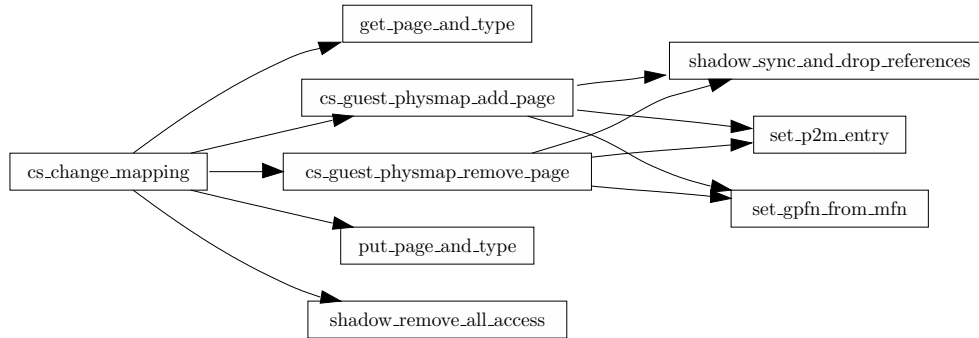 get_page_and_type
shadow_sync_and_drop_references
cs_guest_physmap_add_page
set_p2m_entry
cs_change_mapping
cs_guest_physmap_remove_page
set_gpfn_from_mfn
put_page_and_type
shadow_remove_all_access